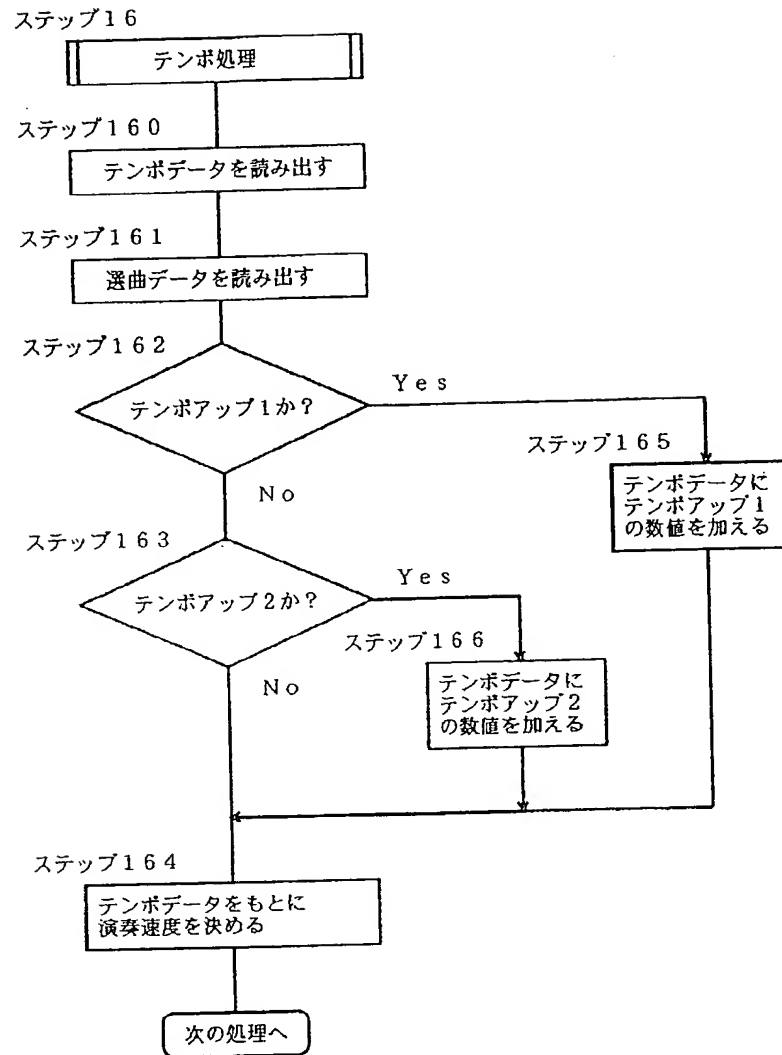 ステップ16
テンポ処理
ステップ160
テンポデータを読み出す
ステップ161
選曲データを読み出す
ステップ162
テンポアップ1か?
Yes
No
ステップ165
テンポデータに
テンポアップ1
の数値を加える
ステップ163
テンポアップ2か?
Yes
No
ステップ166
テンポデータに
テンポアップ2
の数値を加える
ステップ164
テンポデータをもとに
演奏速度を決める
次の処理へ